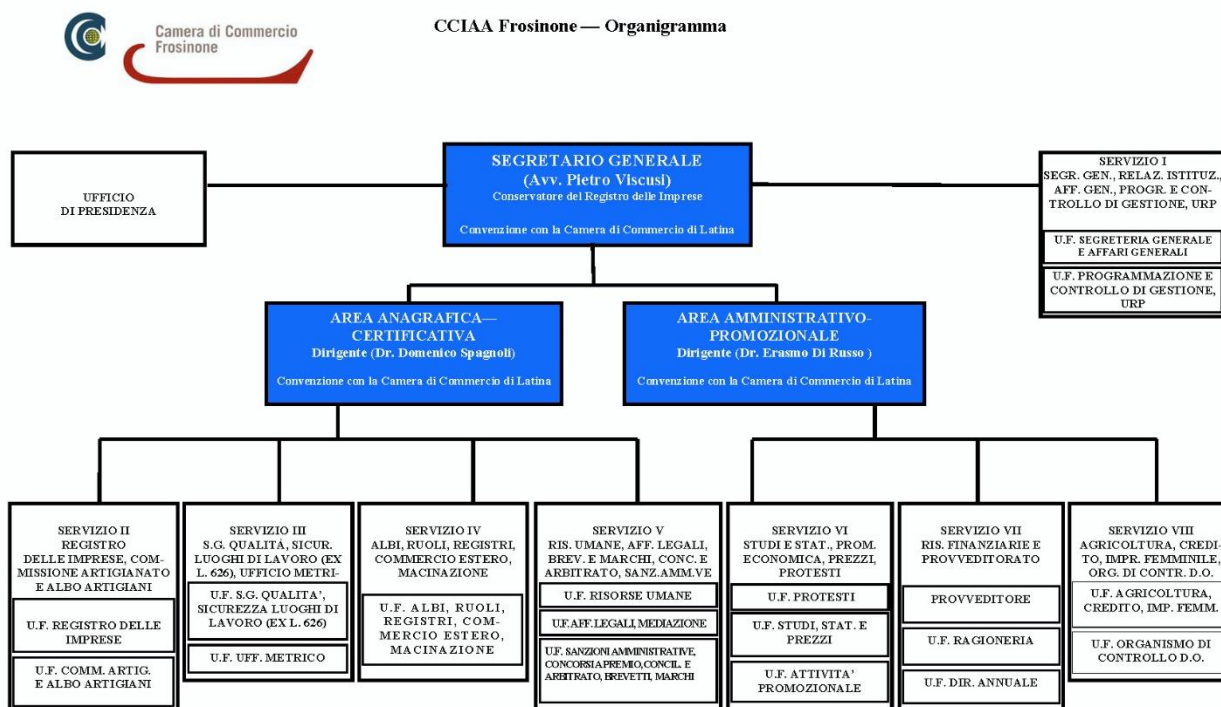 Camera di Commercio
Frosinone
CCIAA Frosinone — Organigramma
UFFICIO
DI PRESIDENZA
SEGRETARIO GENERALE
(Avv. Pietro Viscusi)
Conservatore del Registro delle Imprese
Convenzione con la Camera di Commercio di Latina
SERVIZIO I
SEGR. GEN., RELAZ. ISTITUZ.,
AFF. GEN., PROGR. E CON-
TROLLO DI GESTIONE, URP
U.F. SEGRETERIA GENERALE
E AFFARI GENERALI
U.F. PROGRAMMAZIONE E
CONTROLLO DI GESTIONE,
URP
AREA ANAGRAFICA—
CERTIFICATIVA
Dirigente (Dr. Domenico Spagnoli)
Convenzione con la Camera di Commercio di Latina
AREA AMMINISTRATIVO-
PROMOZIONALE
Dirigente (Dr. Erasmo Di Russo )
Convenzione con la Camera di Commercio di Latina
SERVIZIO II
REGISTRO
DELLE IMPRESE, COM-
MISSIONE ARTIGIANATO
E ALBO ARTIGIANI
U.F. REGISTRO DELLE
IMPRESE
U.F. COMM. ARTIG.
E ALBO ARTIGIANI
SERVIZIO III
S.G. QUALITÁ, SICUR.
LUOGHI DI LAVORO (EX
L. 626), UFFICIO METRI-
U.F. S.G. QUALITA’,
SICUREZZA LUOGHI DI
LAVORO (EX L. 626)
U.F. UFF. METRICO
SERVIZIO IV
ALBI, RUOLI, REGISTRI,
COMMERCIO ESTERO,
MACINAZIONE
U.F. ALBI, RUOLI,
REGISTRI, COM-
MERCIO ESTERO,
MACINAZIONE
SERVIZIO V
RIS. UMANE, AFF. LEGALI,
BREV. E MARCHI, CONC. E
ARBITRATO, SANZ.AMM.VE
U.F. RISORSE UMANE
U.F.AFF. LEGALI, MEDIAZIONE
U.F. SANZIONI AMMINISTRATIVE,
CONCORSI A PREMIO, CONCIL. E
ARBITRATO, BREVETTI, MARCHI
SERVIZIO VI
STUDI E STAT., PROM.
ECONOMICA, PREZZI,
PROTESTI
U.F. PROTESTI
U.F. STUDI, STAT. E
PREZZI
U.F. ATTIVITA’
PROMOZIONALE
SERVIZIO VII
RIS. FINANZIARIE E
PROVVEDITORATO
PROVVEDITORE
U.F. RAGIONERIA
U.F. DIR. ANNUALE
SERVIZIO VIII
AGRICOLTURA, CREDI-
TO, IMPR. FEMMINILE,
ORG. DI CONTR. D.O.
U.F. AGRICOLTURA,
CREDITO, IMP. FEMM.
U.F. ORGANISMO DI
CONTROLLO D.O.